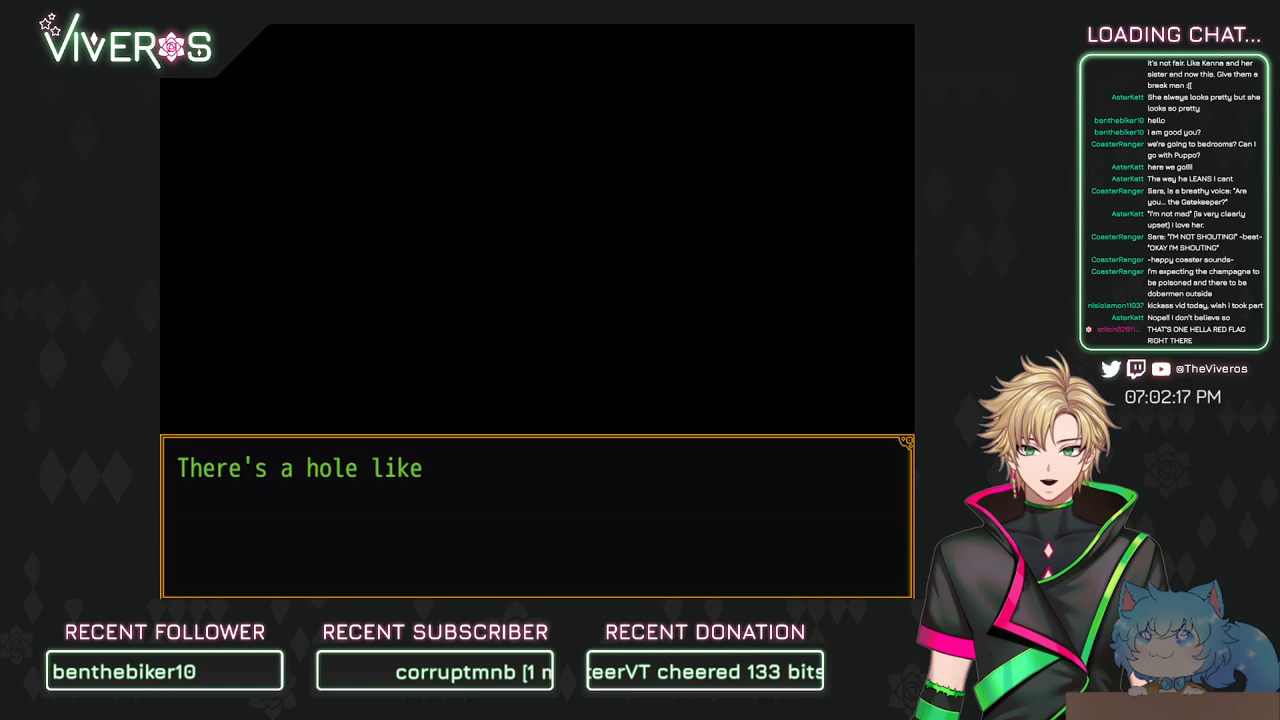 VIVEROS
LOADING CHAT...
It's not fair. Like Kanna and her
sister and now this. Give them a
break man :((
AsterKatt She always looks pretty but she
looks so pretty
benthebiker10 hello
benthebiker10 I am good you?
CoasterRanger we're going to bedrooms? Can I
go with Puppo?
AsterKatt here we go!!!!
AsterKatt The way he LEANS I cant
CoasterRanger Sara, is a breathy voice: "Are
you... the Gatekeeper?"
AsterKatt "I'm not mad" (is very clearly
upset) I love her.
CoasterRanger Sara: "I'M NOT SHOUTING!" -beat-
"OKAY I'M SHOUTING"
CoasterRanger -happy coaster sounds-
CoasterRanger I'm expecting the champagne to
be poisoned and there to be
dobermen outside
nislolemon11037 kickass vid today, wish I took part
AsterKatt Nope!! I don't believe so
THAT'S ONE HELLA RED FLAG
RIGHT THERE
@TheViveros
07:02:17 PM
There's a hole like
RECENT FOLLOWER
benthebiker10
RECENT SUBSCRIBER
corruptmnb [1 m
RECENT DONATION
teerVT cheered 133 bits